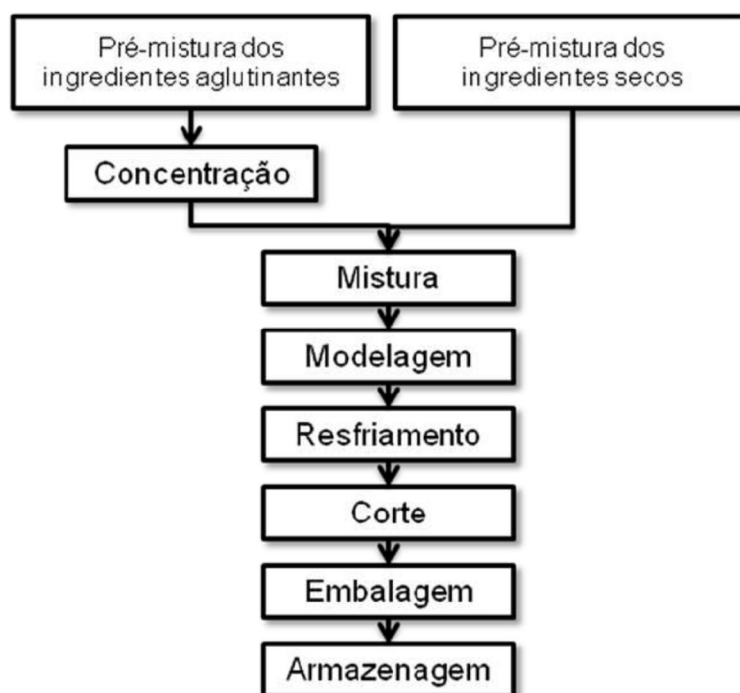 Pré-mistura dos
ingredientes aglutinantes
Pré-mistura dos
ingredientes secos
Concentração
Mistura
Modelagem
Resfriamento
Corte
Embalagem
Armazenagem